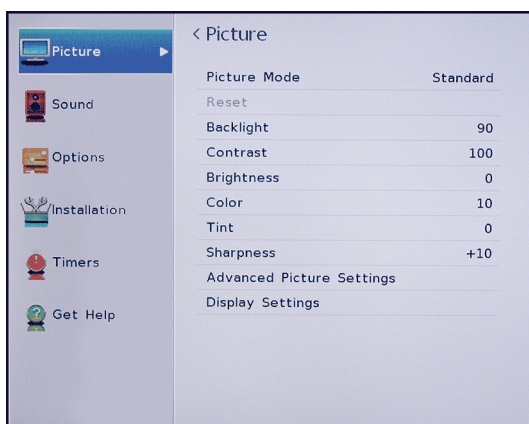 Picture
Sound
Options
Installation
Timers
Get Help
< Picture
Picture Mode Standard
Reset
Backlight 90
Contrast 100
Brightness 0
Color 10
Tint 0
Sharpness +10
Advanced Picture Settings
Display Settings